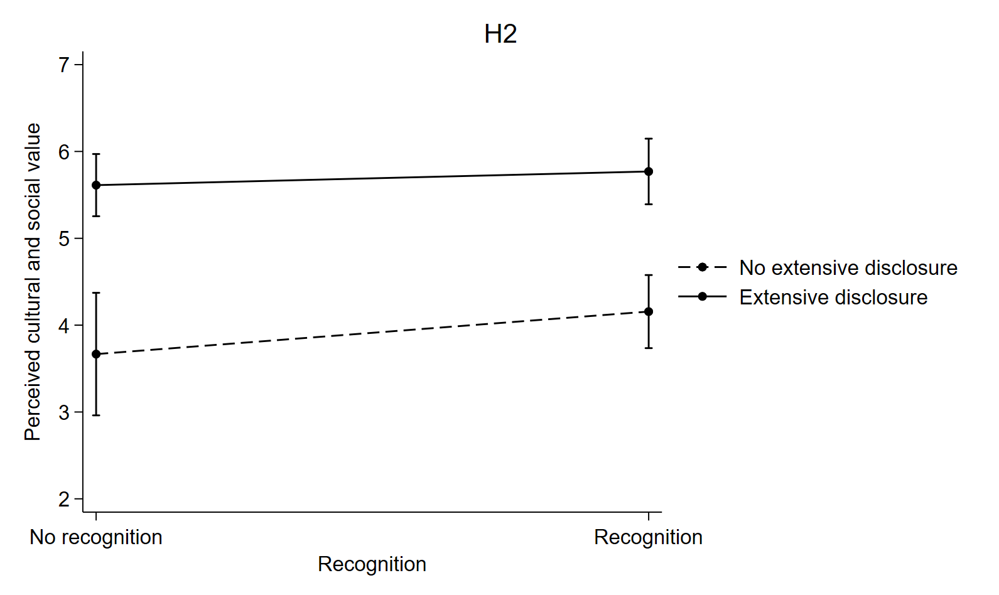 H2
Perceived cultural and social value
7
6
5
4
3
2
No recognition
Recognition
Recognition
No extensive disclosure
Extensive disclosure